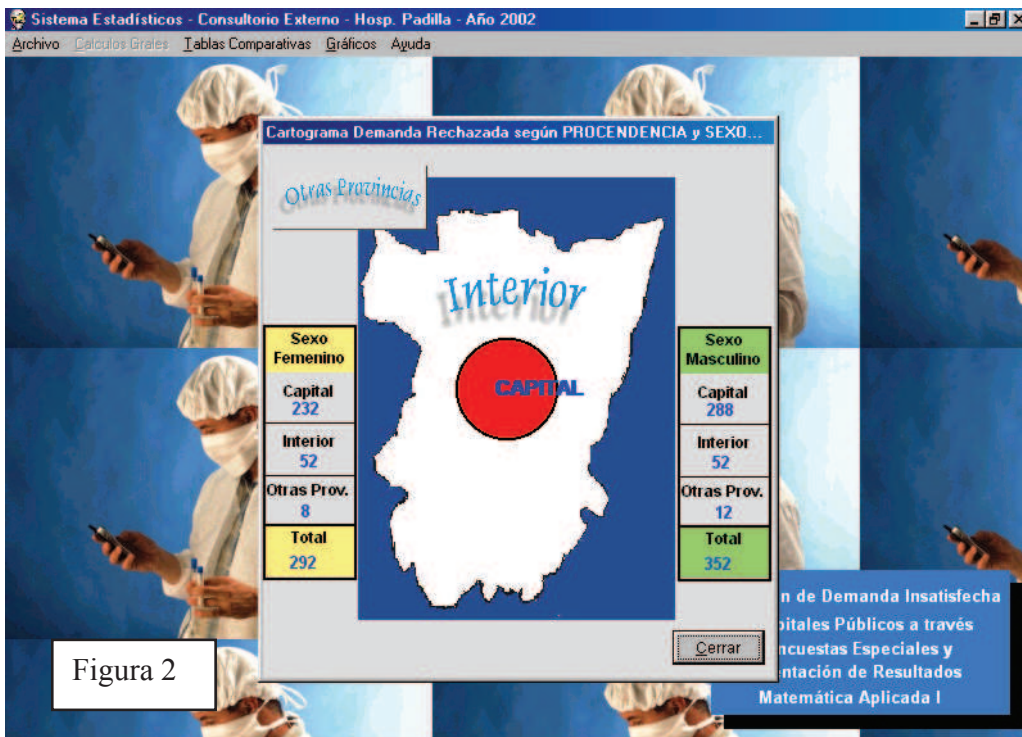 Sistema Estadísticos - Consultorio Externo - Hosp. Padilla - Año 2002
Archivo Calculos Grales Tablas Comparativas Gráficos Ayuda
Cartograma Demanda Rechazada según PROCENDENCIA y SEXO...
Otras Provincias
Interior
CAPITAL
Sexo
Femenino
Capital
232
Interior
52
Otras Prov.
8
Total
292
Sexo
Masculino
Capital
288
Interior
52
Otras Prov.
12
Total
352
Cerrar
n de Demanda Insatisfecha
pitales Públicos a través
ncuestas Especiales y
entación de Resultados
Matemática Aplicada I
Figura 2